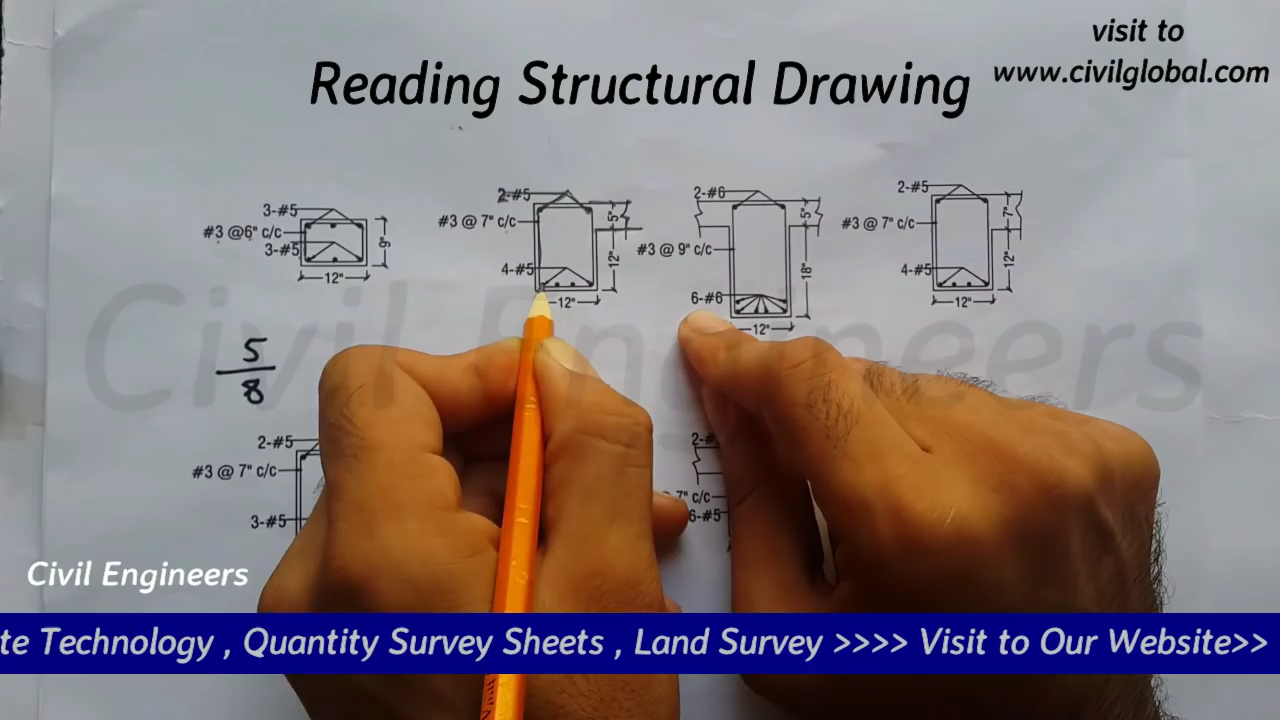 visit to
www.civilglobal.com
Reading Structural Drawing
3-#5
#3 @6" c/c
3-#5
9"
12"
2-#5
#3 @ 7" c/c
4-#5
5"
12"
12"
2-#6
#3 @ 9" c/c
6-#6
5"
18"
12"
2-#5
#3 @ 7" c/c
4-#5
7"
12"
12"
Civil Engineers
5
8
2-#5
#3 @ 7" c/c
3-#5
7" c/c
6-#5
Civil Engineers
Technology , Quantity Survey Sheets , Land Survey >>>> Visit to Our Website>>